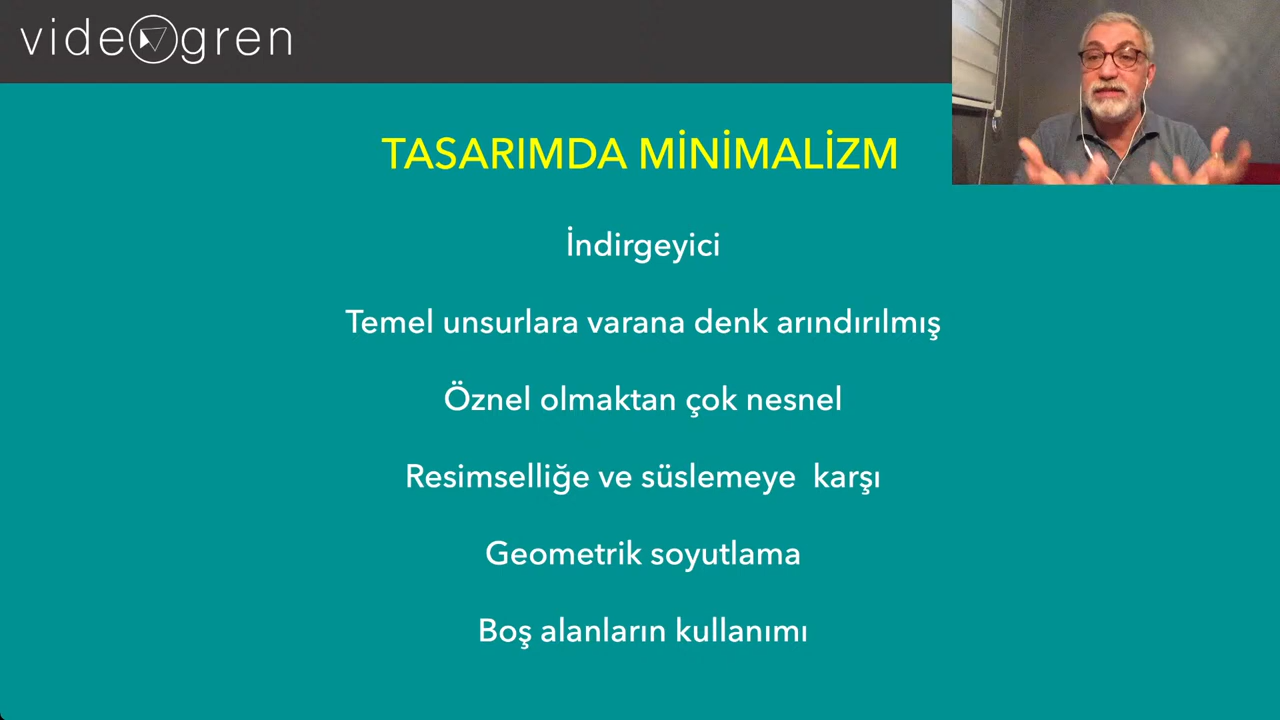 videogren
TASARIMDA MİNİMALİZM
İndirgeyici
Temel unsurlara varana denk arındırılmış
Öznel olmaktan çok nesnel
Resimselliğe ve süslemeye karşı
Geometrik soyutlama
Boş alanların kullanımı